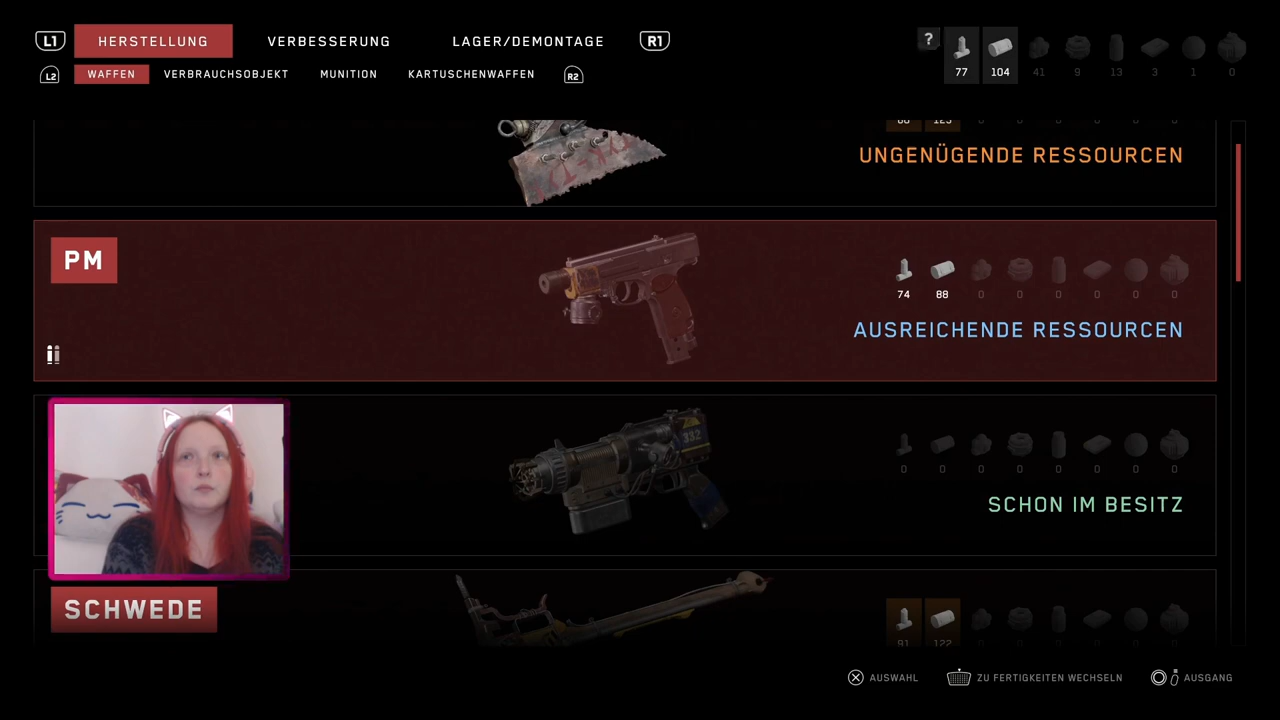 L1 HERSTELLUNG VERBESSERUNG LAGER/DEMONTAGE R1 ?
L2 WAFFEN VERBRAUCHSOBJEKT MUNITION KARTUSCHENWAFFEN R2
77 104 41 9 13 3 1 0
UNGENÜGENDE RESSOURCEN
PM
74 88 0 0 0 0 0 0
AUSREICHENDE RESSOURCEN
332
0 0 0 0 0 0 0 0
SCHON IM BESITZ
SCHWEDE
AUSWAHL ZU FERTIGKEITEN WECHSELN AUSGANG